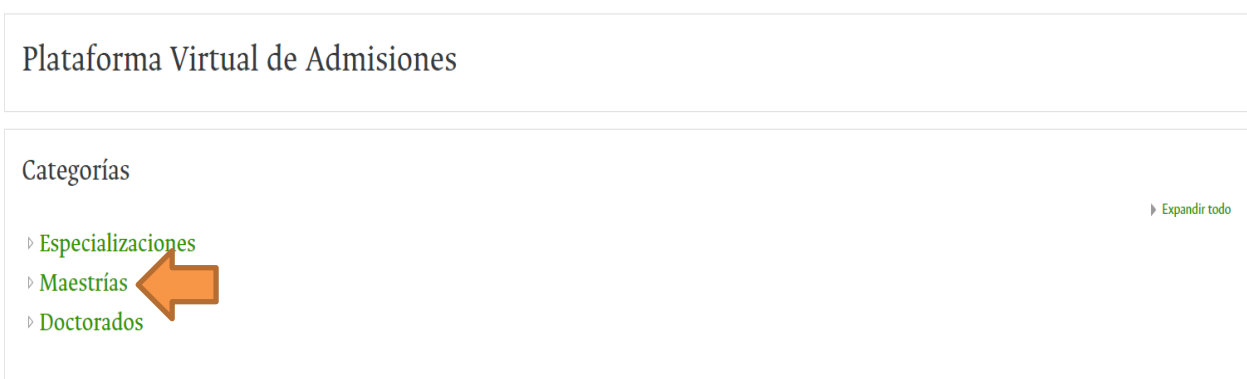 Plataforma Virtual de Admisiones
Categorías
Expandir todo
Especializaciones
Maestrías
Doctorados